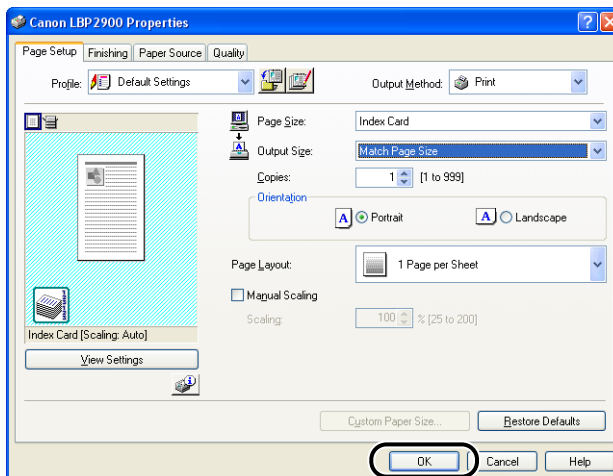 Canon LBP2900 Properties
Page Setup Finishing Paper Source Quality
Profile: Default Settings Output Method: Print
Page Size: Index Card
Output Size: Match Page Size
Copies: 1 [1 to 999]
Orientation
A Portrait A Landscape
Page Layout: 1 Page per Sheet
Manual Scaling
Scaling: 100 % [25 to 200]
Index Card [Scaling: Auto]
View Settings
Custom Paper Size... Restore Defaults
OK Cancel Help